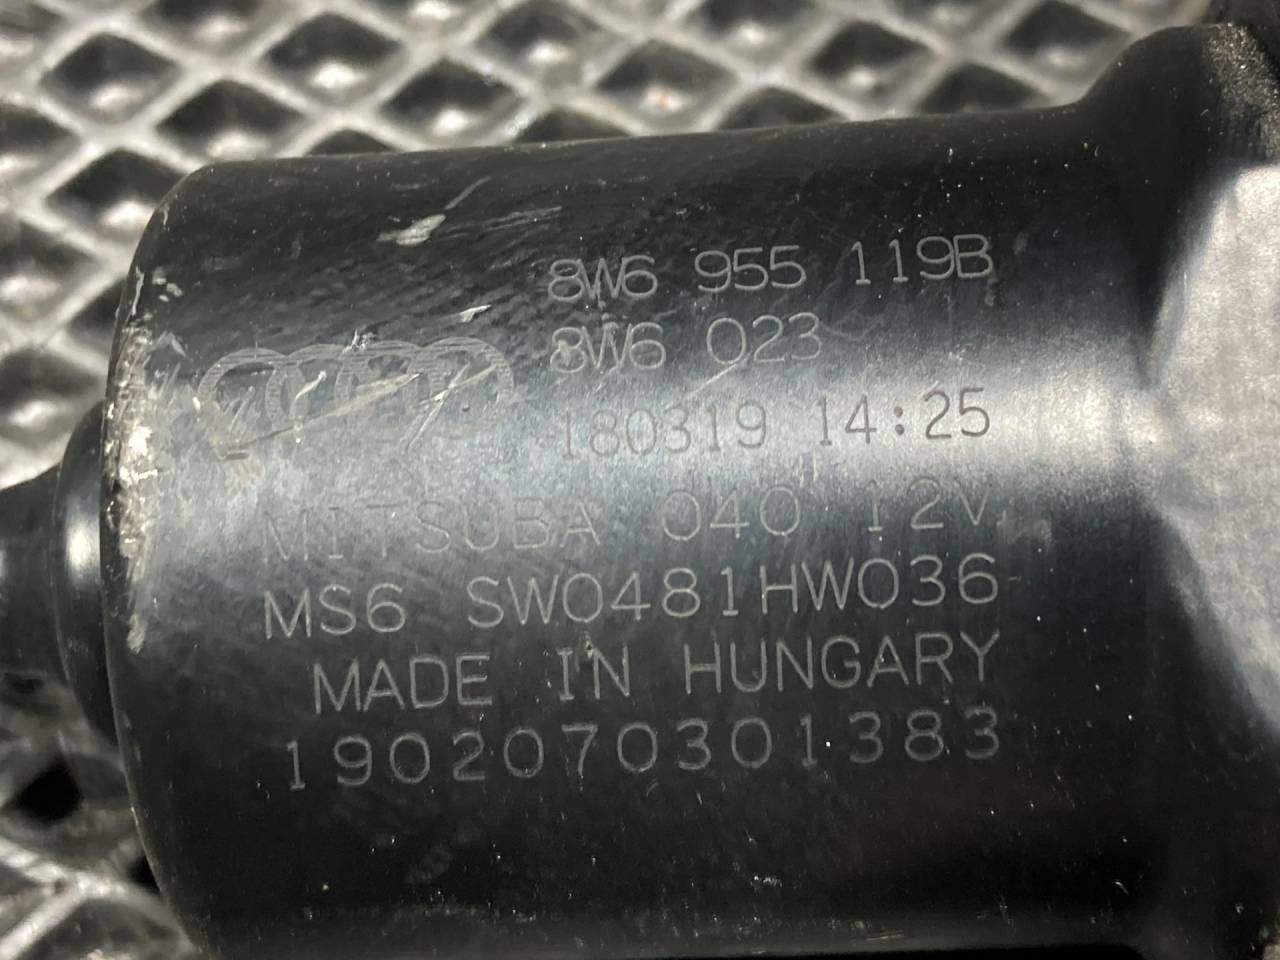 8W6 955 119B
8W6 023
180319 14:25
MITSUBA 040 12V
MS6 SW0481HW036
MADE IN HUNGARY
1902070301383